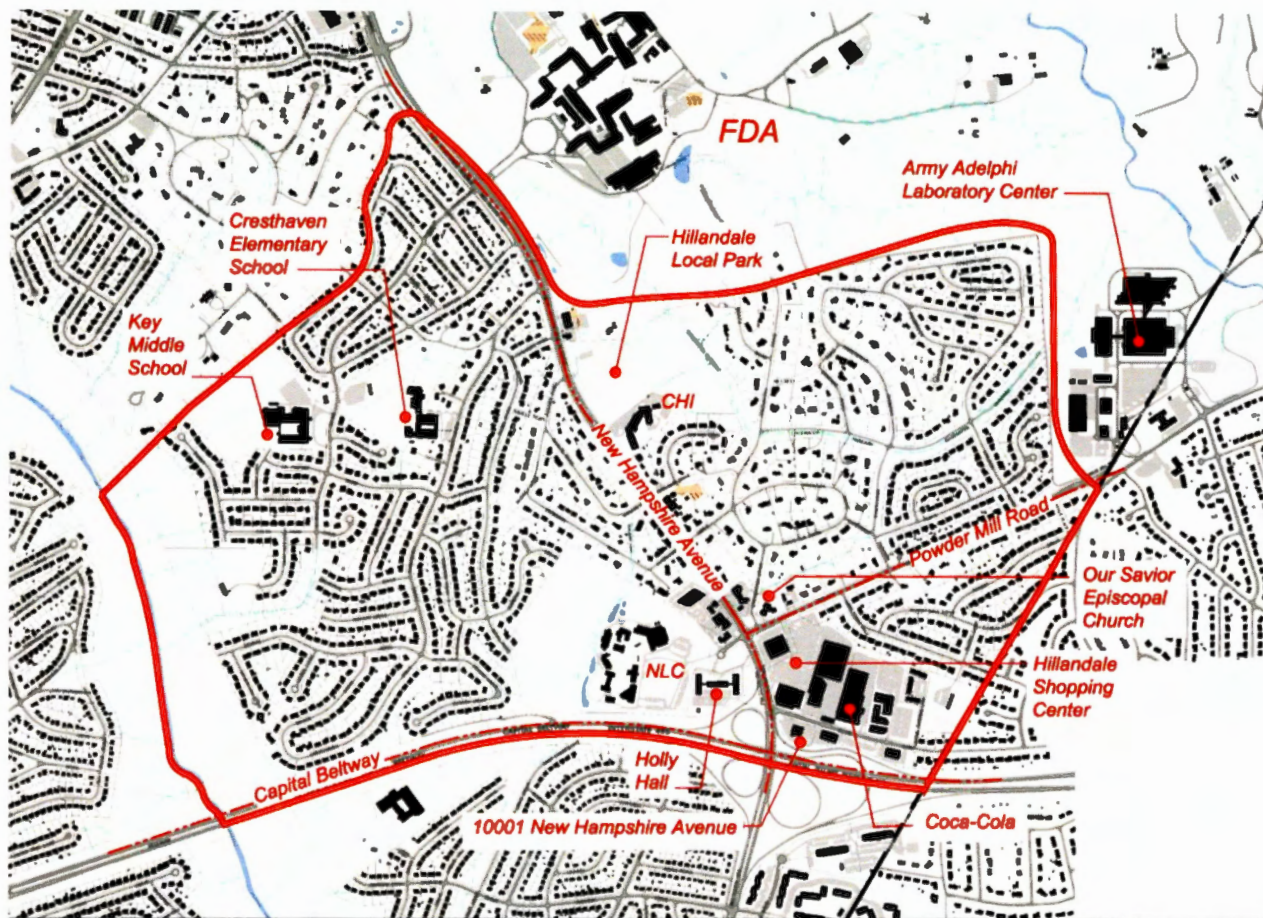 FDA
Army Adelphi
Laboratory Center
Cresthaven
Elementary
School
Hillandale
Local Park
Key
Middle
School
CHI
New Hampshire Avenue
Powder Mill Road
Our Savior
Episcopal
Church
NLC
Hillandale
Shopping
Center
Holly
Hall
Capital Beltway
10001 New Hampshire Avenue
Coca-Cola